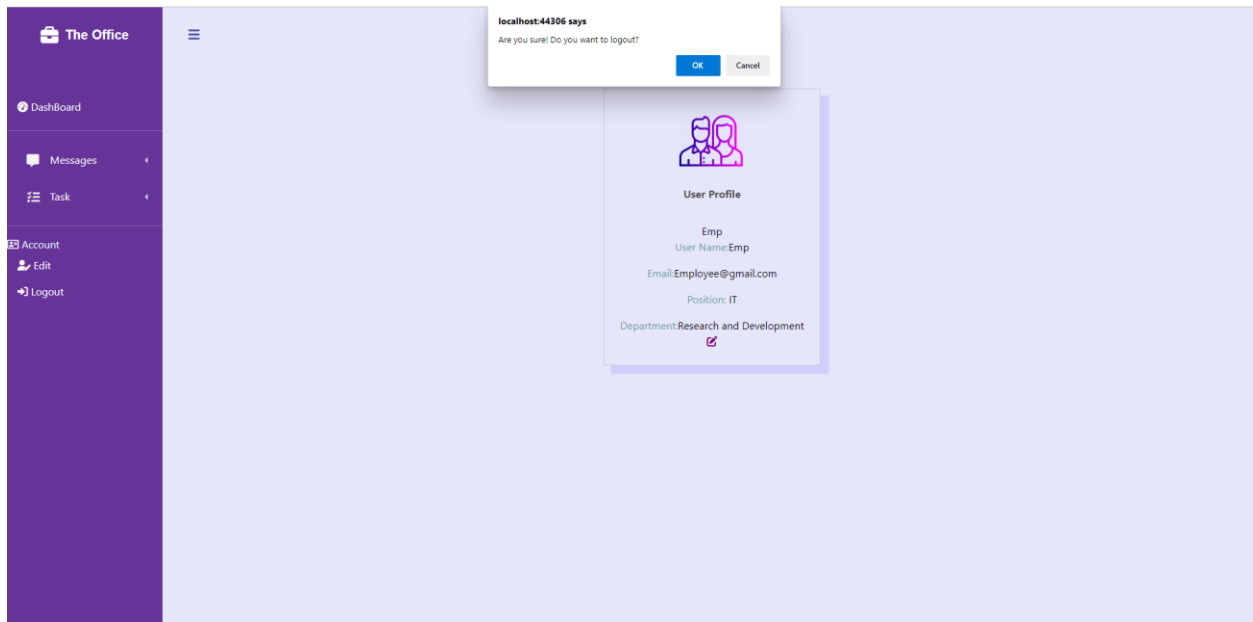 The Office
DashBoard
Messages
Task
Account
Edit
Logout
localhost:44306 says
Are you sure! Do you want to logout?
OK Cancel
User Profile
Emp
User Name:Emp
Email:Employee@gmail.com
Position: IT
Department:Research and Development